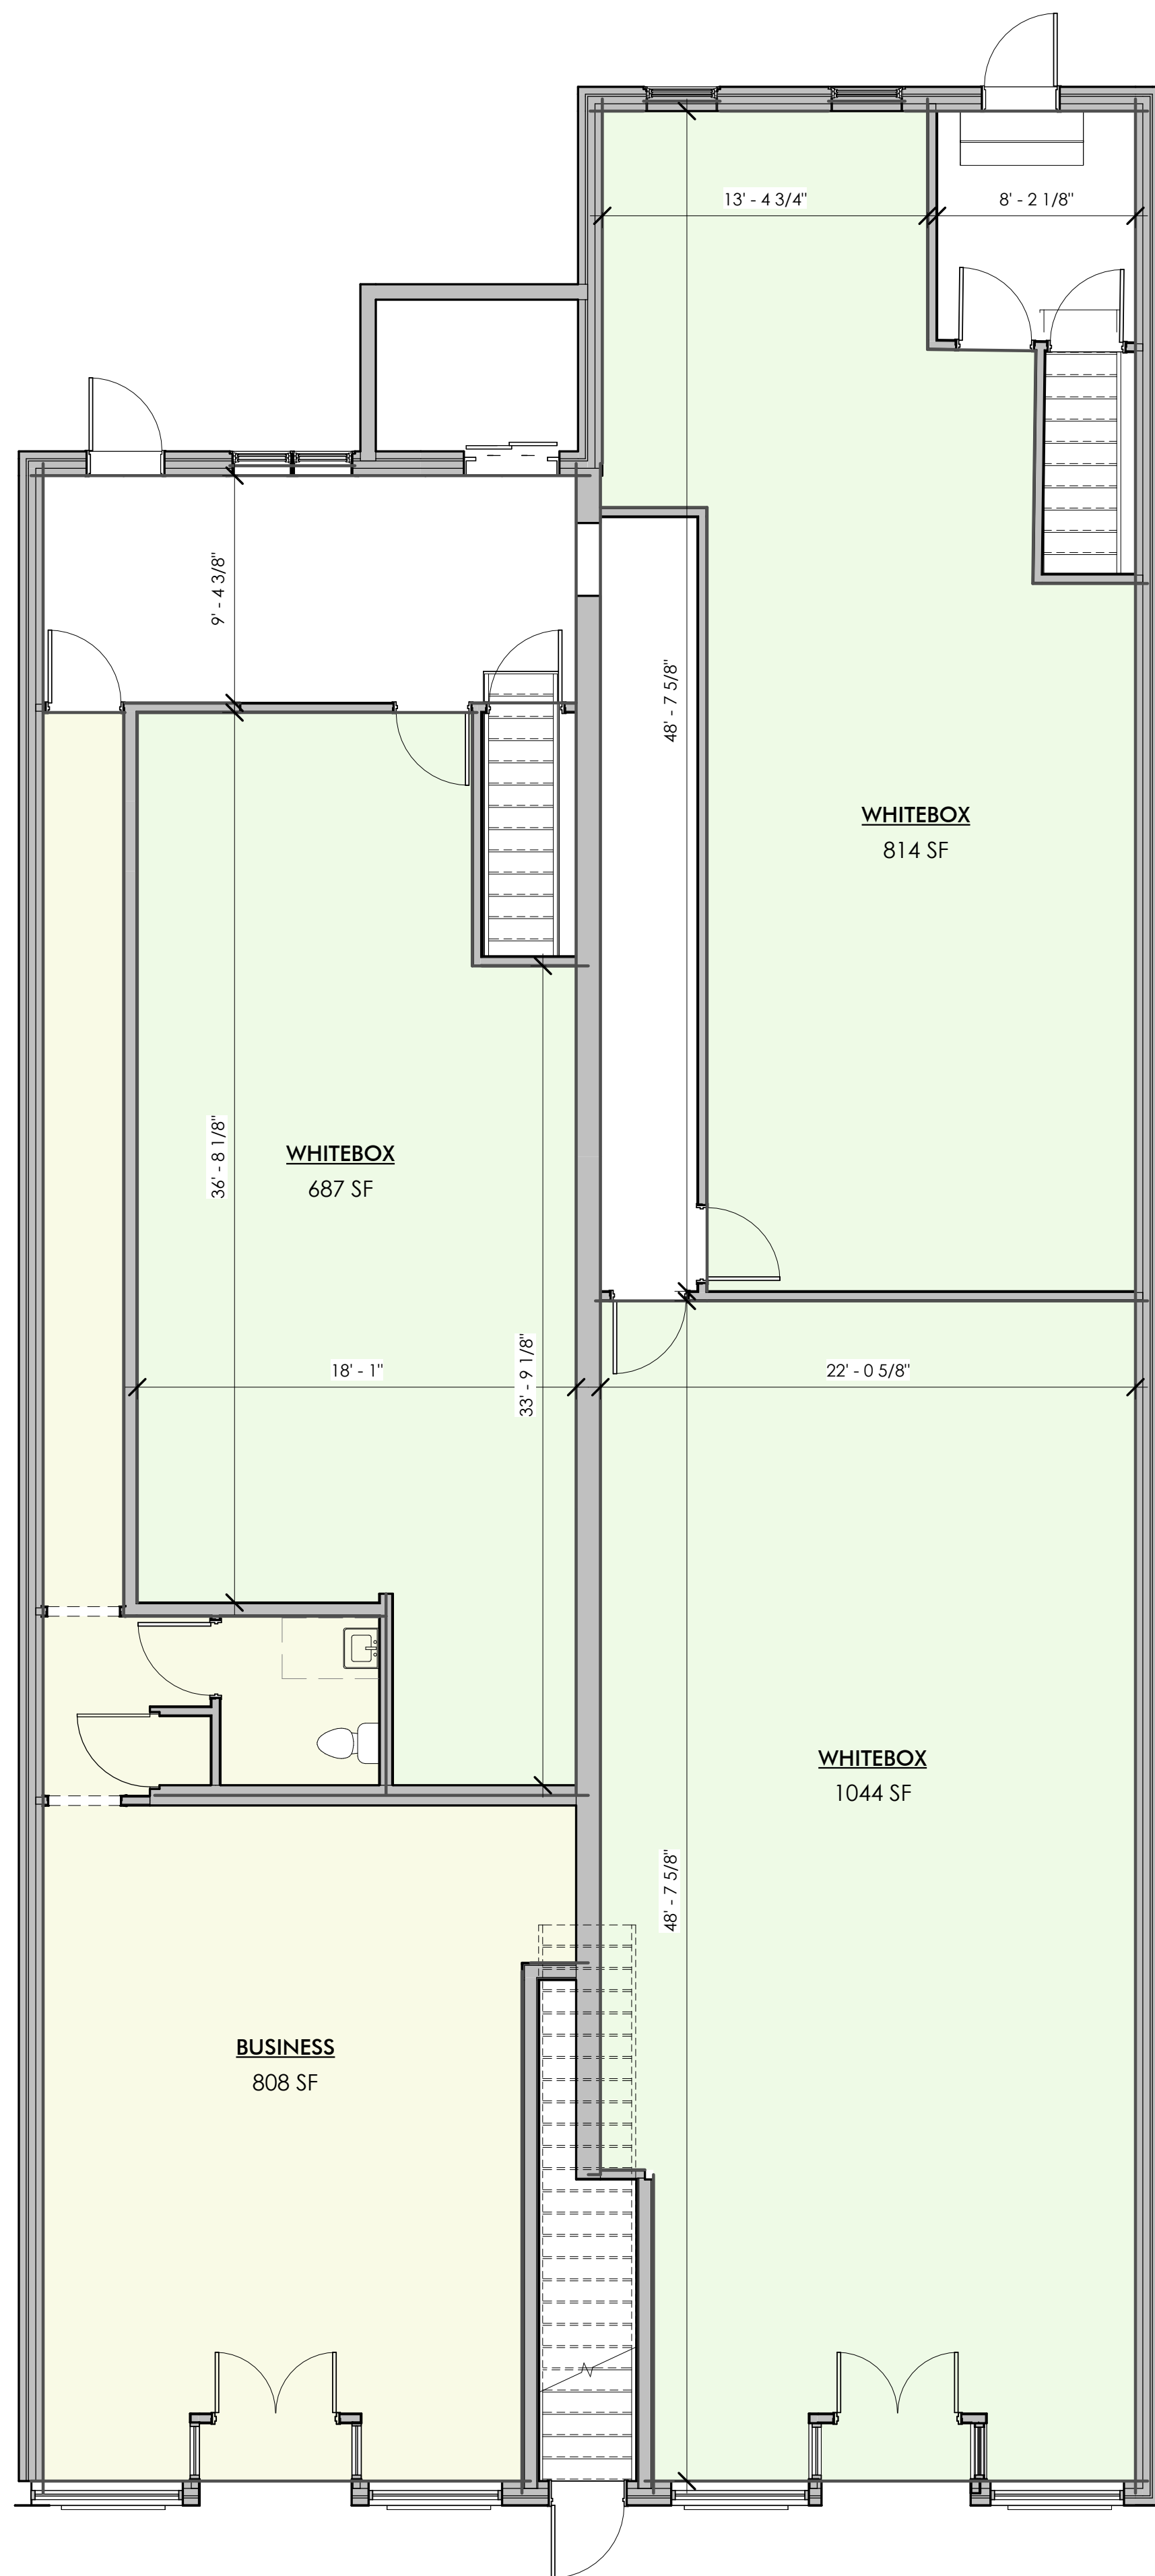 13' - 4 3/4"
8' - 2 1/8"
9' - 4 3/8"
48' - 7 5/8"
WHITEBOX
814 SF
WHITEBOX
687 SF
36' - 8 1/8"
18' - 1"
33' - 9 1/8"
22' - 0 5/8"
WHITEBOX
1044 SF
48' - 7 5/8"
BUSINESS
808 SF